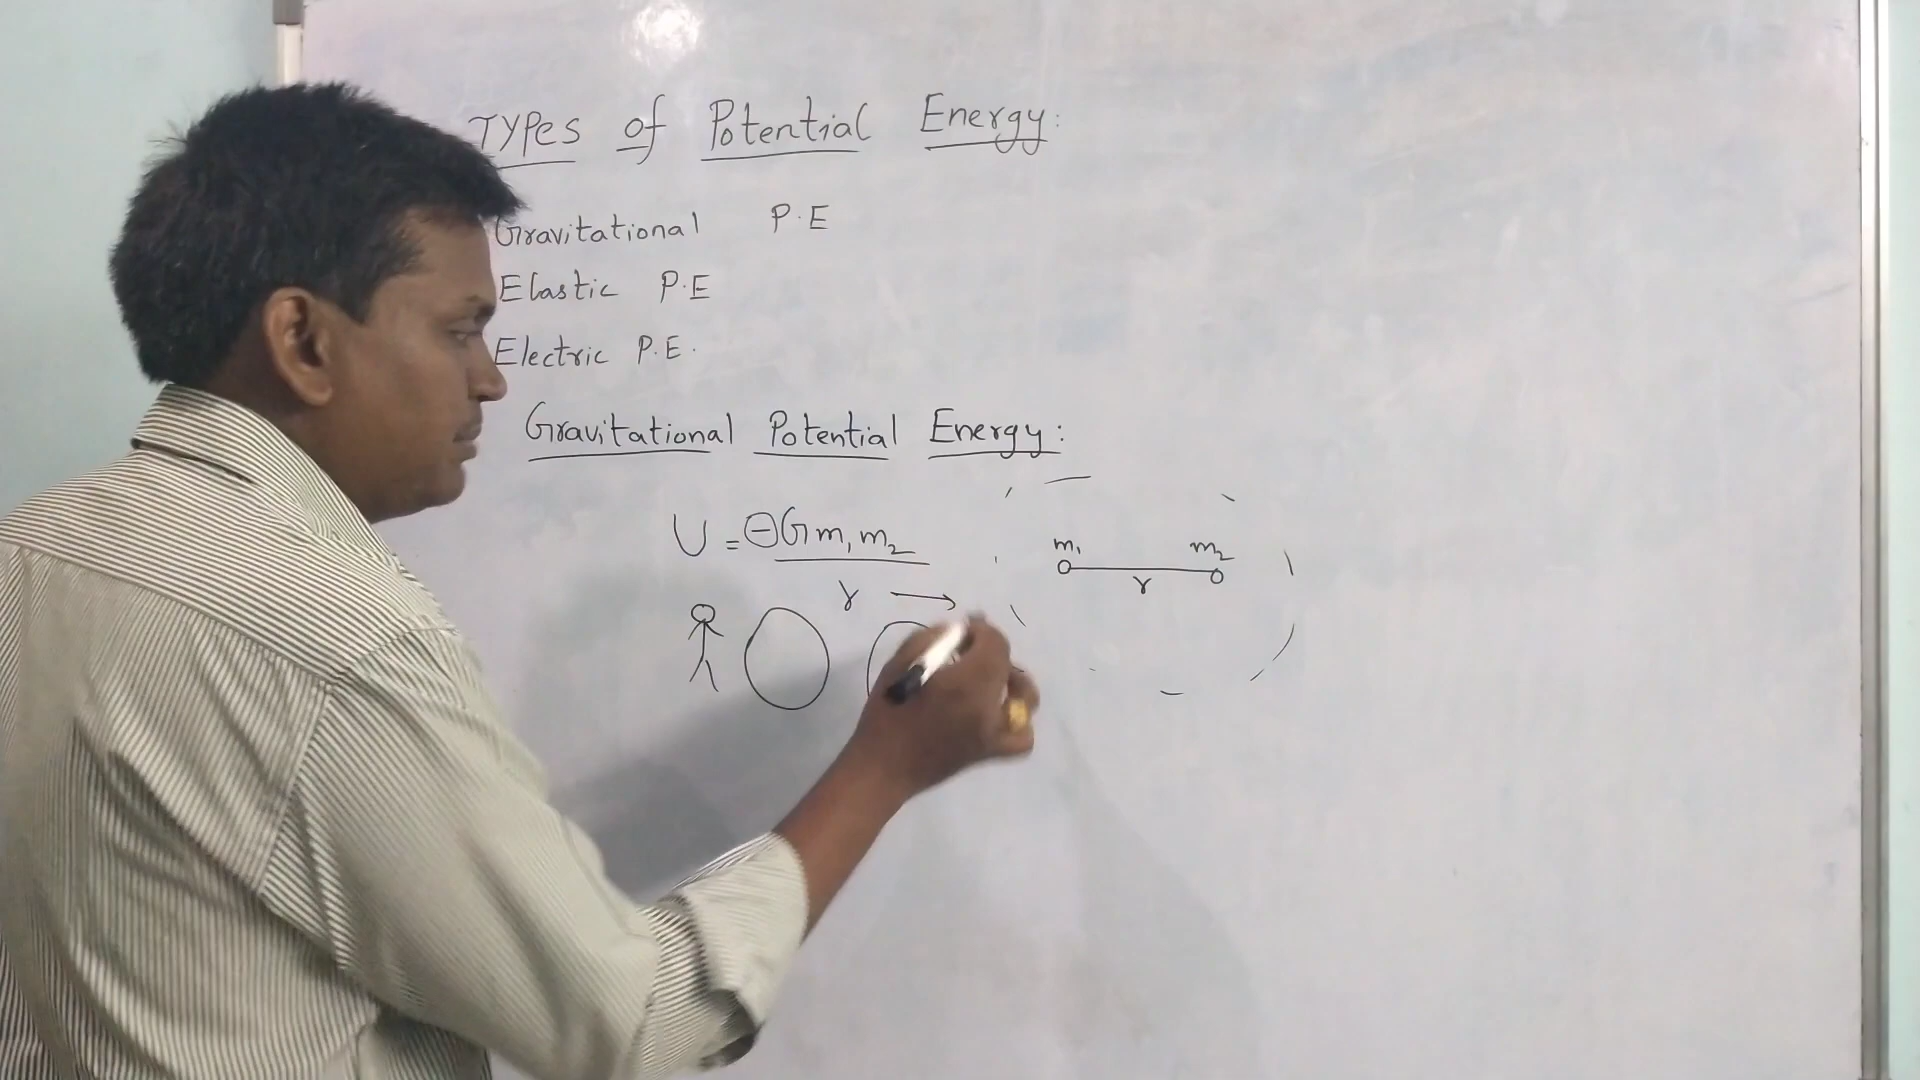 TYPes of Potential Energy:
Gravitational P.E
Elastic P.E
Electric P.E.
Gravitational Potential Energy:
U = ⊖Gm₁m₂
r
m₁ m₂
r